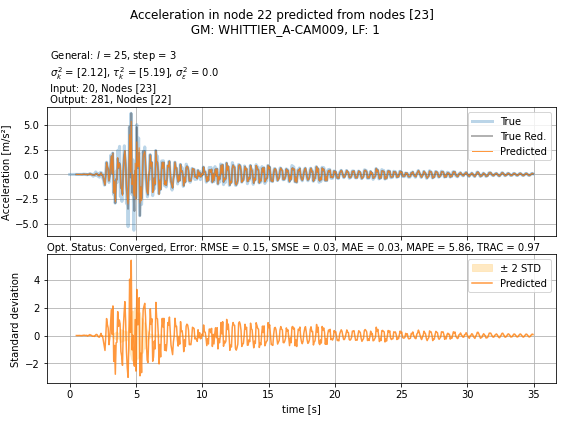 Acceleration in node 22 predicted from nodes [23]
GM: WHITTIER_A-CAM009, LF: 1
General: l = 25, step = 3
σ²ₖ = [2.12], τ²ₖ = [5.19], σ²ε = 0.0
Input: 20, Nodes [23]
Output: 281, Nodes [22]
True
True Red.
Predicted
5.0
2.5
0.0
−2.5
−5.0
Acceleration [m/s²]
Opt. Status: Converged, Error: RMSE = 0.15, SMSE = 0.03, MAE = 0.03, MAPE = 5.86, TRAC = 0.97
± 2 STD
Predicted
4
2
0
−2
Standard deviation
0 5 10 15 20 25 30 35
time [s]